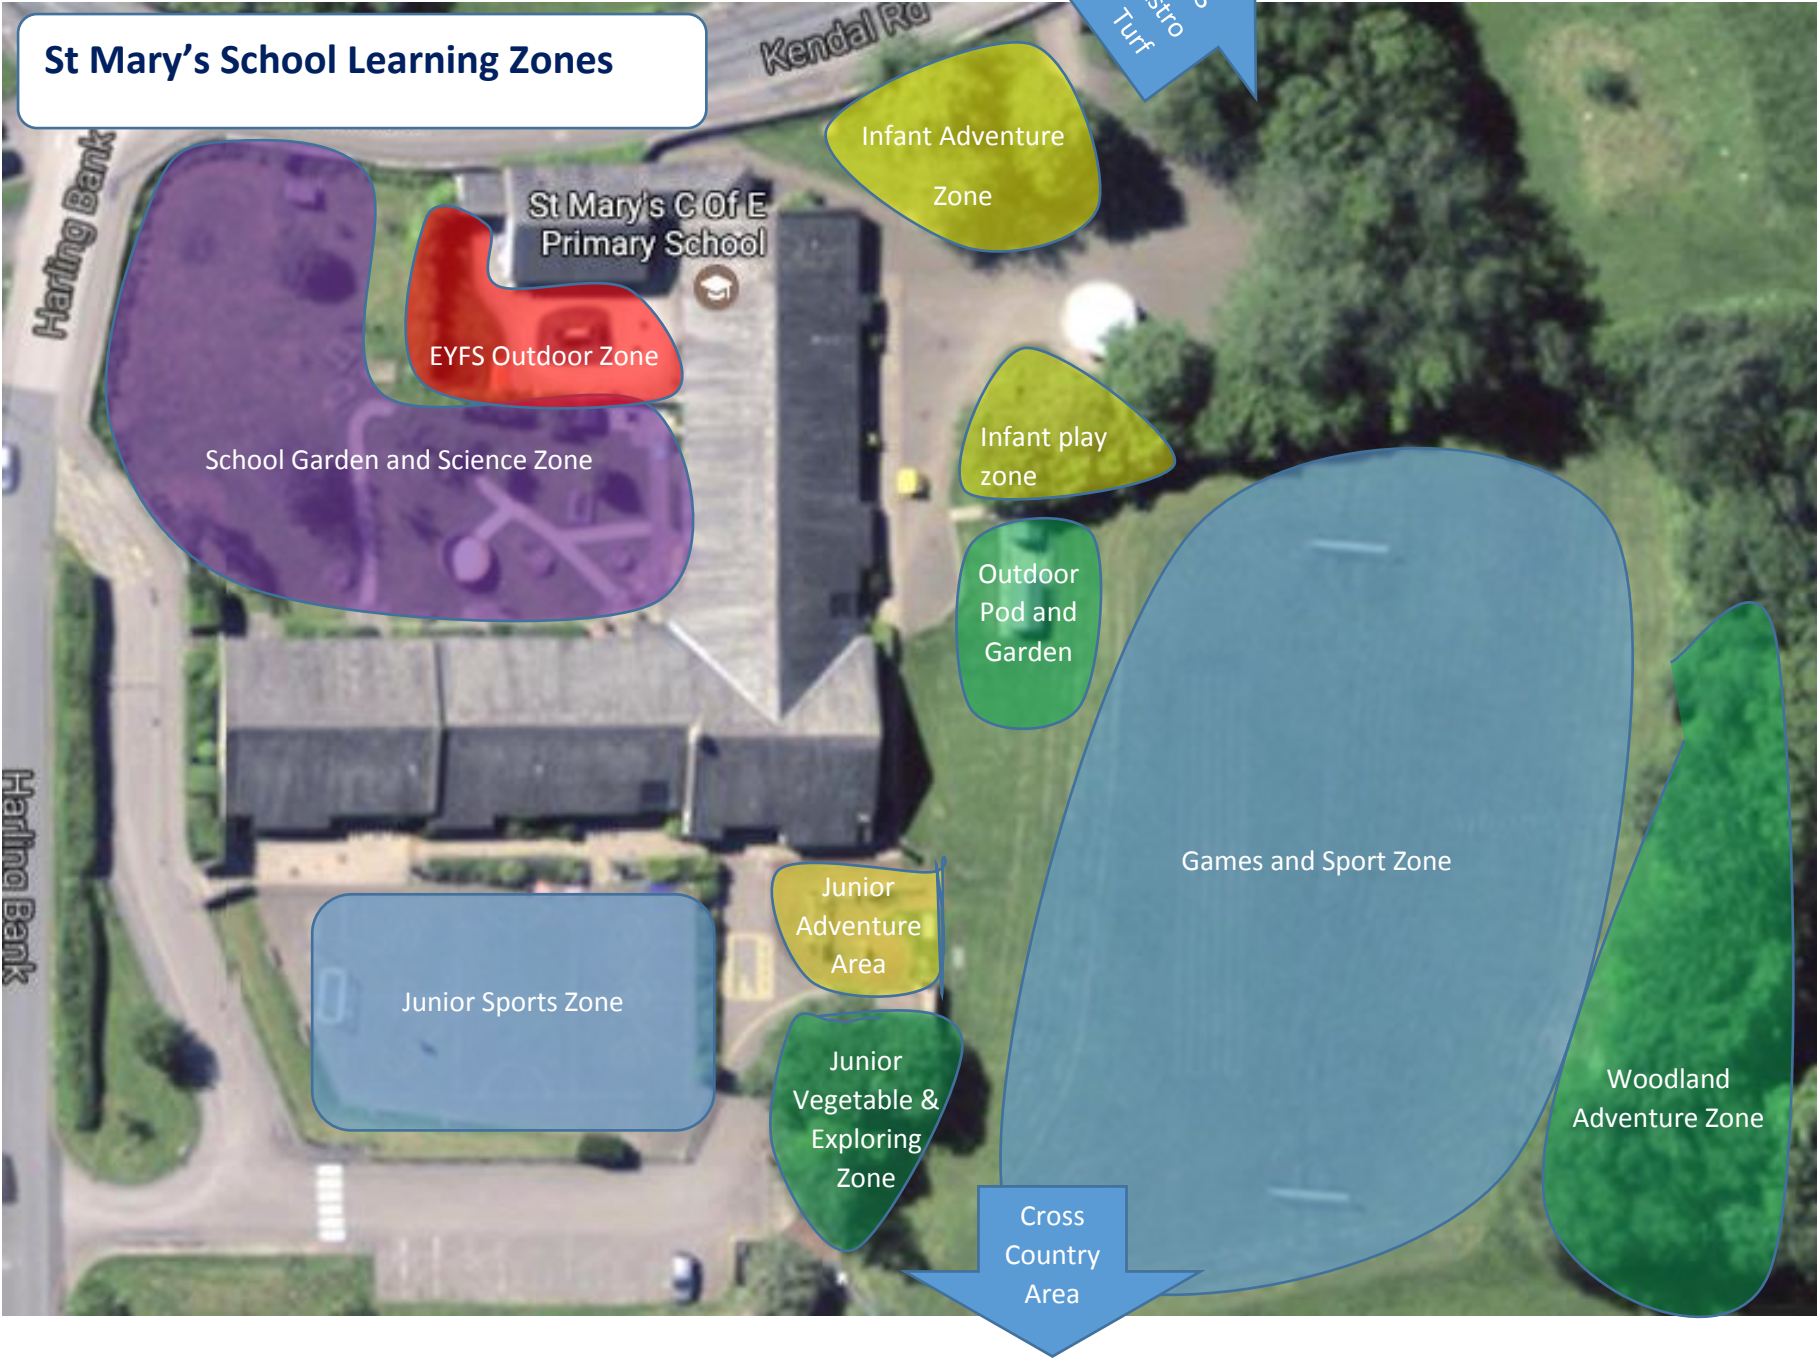 St Mary's School Learning Zones
Kendal Rd
Turf
Harling Bank
Infant Adventure
Zone
St Mary's C Of E
Primary School
EYFS Outdoor Zone
School Garden and Science Zone
Infant play
zone
Outdoor
Pod and
Garden
Games and Sport Zone
Harling Bank
Junior
Adventure
Area
Junior Sports Zone
Junior
Vegetable &
Exploring
Zone
Woodland
Adventure Zone
Cross
Country
Area